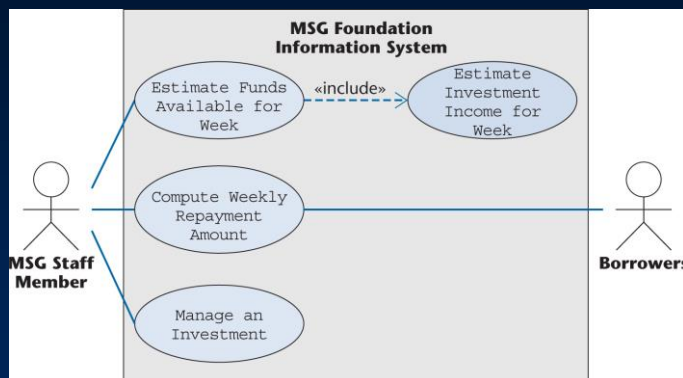 MSG Foundation
Information System
Estimate Funds
Available for
Week
«include»
Estimate
Investment
Income for
Week
Compute Weekly
Repayment
Amount
MSG Staff
Member
Borrowers
Manage an
Investment